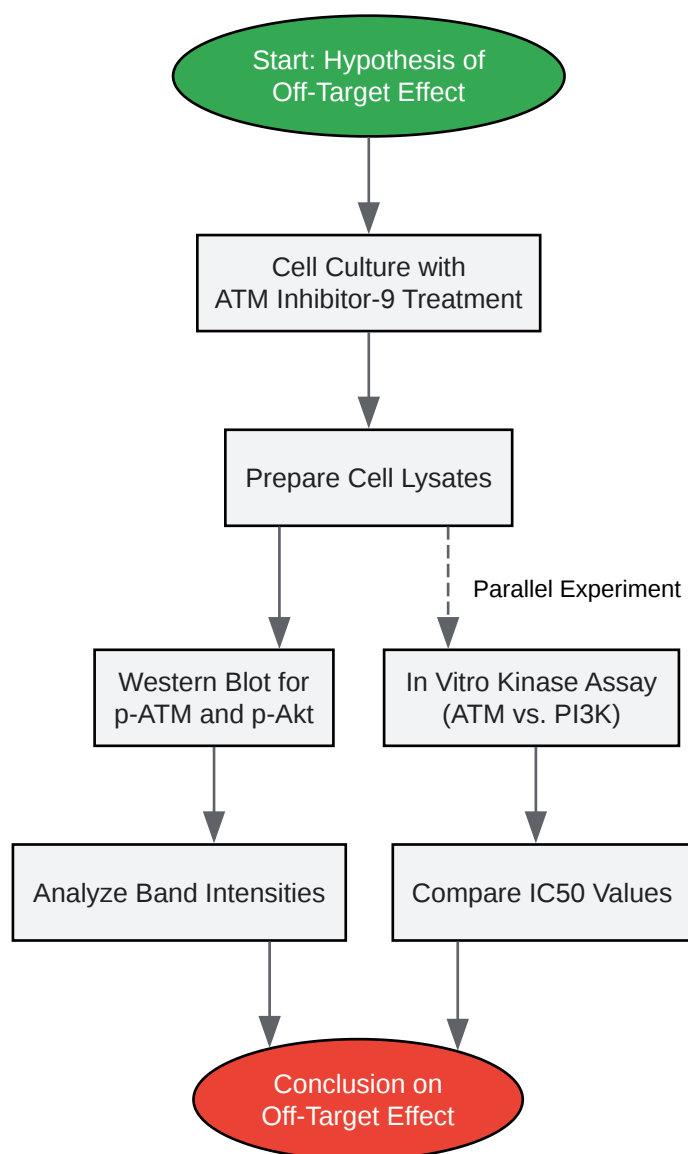 Start: Hypothesis of
Off-Target Effect
Cell Culture with
ATM Inhibitor-9 Treatment
Prepare Cell Lysates
Parallel Experiment
Western Blot for
p-ATM and p-Akt
In Vitro Kinase Assay
(ATM vs. PI3K)
Analyze Band Intensities
Compare IC50 Values
Conclusion on
Off-Target Effect